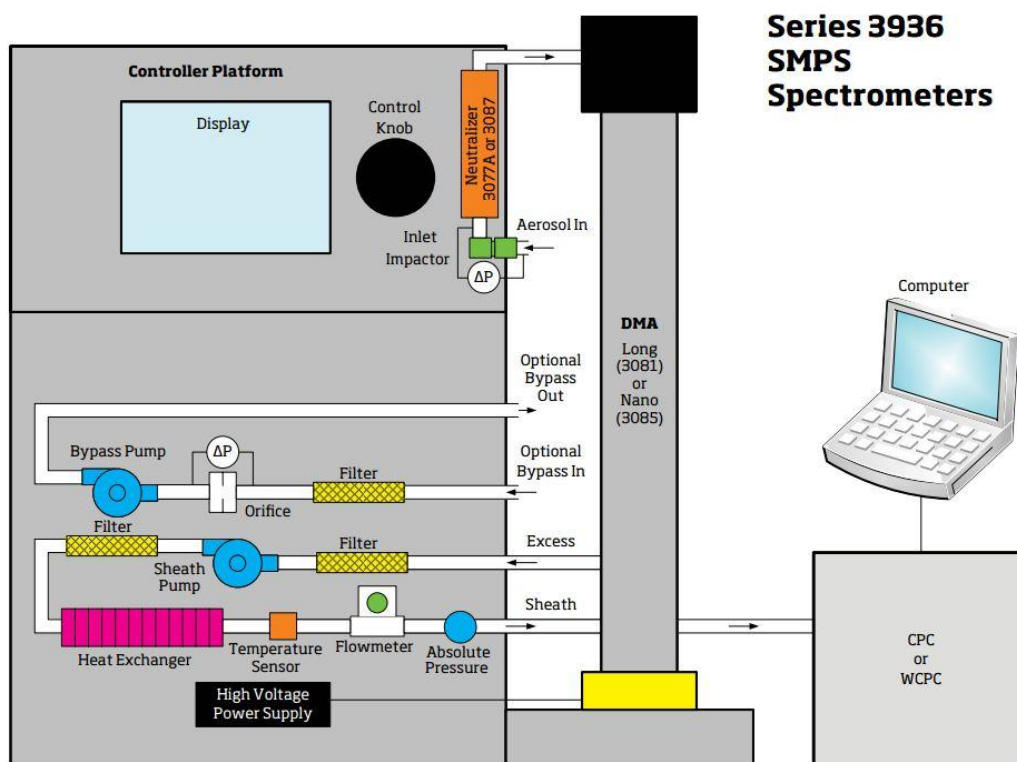 Series 3936
SMPS
Spectrometers
Controller Platform
Display
Control
Knob
Neutralizer
3077A or 3087
Inlet
Impactor
Aerosol In
ΔP
DMA
Long
(3081)
or
Nano
(3085)
Computer
Optional
Bypass
Out
Bypass Pump
ΔP
Orifice
Filter
Optional
Bypass In
Filter
Sheath
Pump
Filter
Excess
Heat Exchanger
Temperature
Sensor
Flowmeter
Absolute
Pressure
Sheath
High Voltage
Power Supply
CPC
or
WCPC